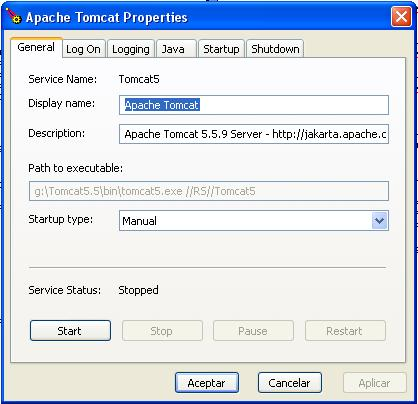 Apache Tomcat Properties
General Log On Logging Java Startup Shutdown
Service Name: Tomcat5
Display name: Apache Tomcat
Description: Apache Tomcat 5.5.9 Server - http://jakarta.apache.c
Path to executable:
g:\Tomcat5.5\bin\tomcat5.exe //RS//Tomcat5
Startup type: Manual
Service Status: Stopped
Start Stop Pause Restart
Aceptar Cancelar Aplicar